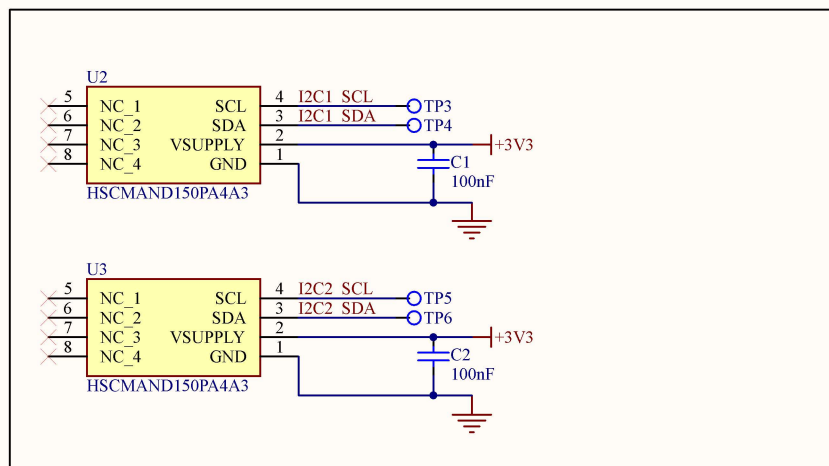 U2
5 NC_1 SCL 4 I2C1_SCL TP3
6 NC_2 SDA 3 I2C1_SDA TP4
7 NC_3 VSUPPLY 2 +3V3
8 NC_4 GND 1 C1
HSCMAND150PA4A3 100nF
U3
5 NC_1 SCL 4 I2C2_SCL TP5
6 NC_2 SDA 3 I2C2_SDA TP6
7 NC_3 VSUPPLY 2 +3V3
8 NC_4 GND 1 C2
HSCMAND150PA4A3 100nF